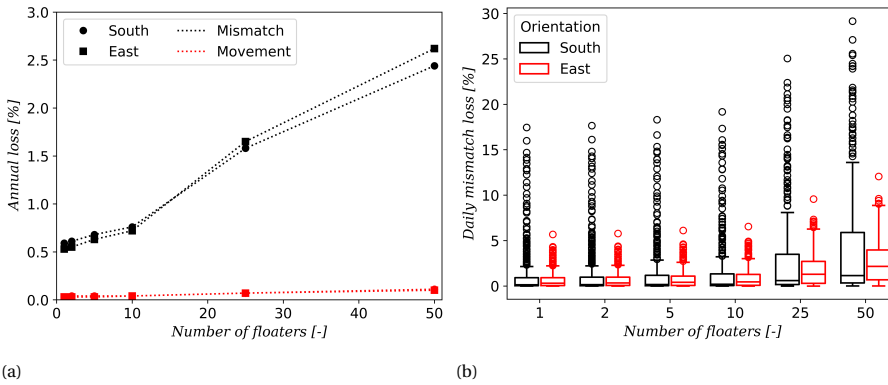 3.0
2.5
2.0
1.5
1.0
0.5
0.0
Annual loss [%]
South
East
Mismatch
Movement
0 10 20 30 40 50
Number of floaters [-]
(a)
30
25
20
15
10
5
0
Daily mismatch loss [%]
Orientation
South
East
1 2 5 10 25 50
Number of floaters [-]
(b)